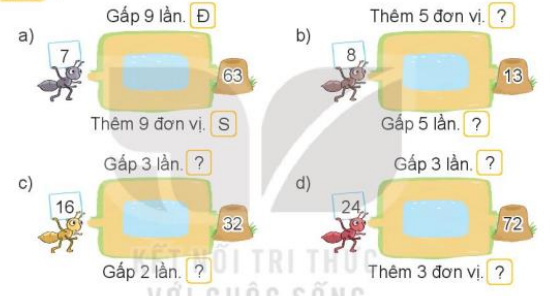 Gấp 9 lần. Đ
a) 7 63
Thêm 9 đơn vị. S
Thêm 5 đơn vị. ?
b) 8 13
Gấp 5 lần. ?
Gấp 3 lần. ?
c) 16 32
Gấp 2 lần. ?
Gấp 3 lần. ?
d) 24 72
Thêm 3 đơn vị. ?
KẾT NỐI TRI THỨC
VỚI CUỘC SỐNG